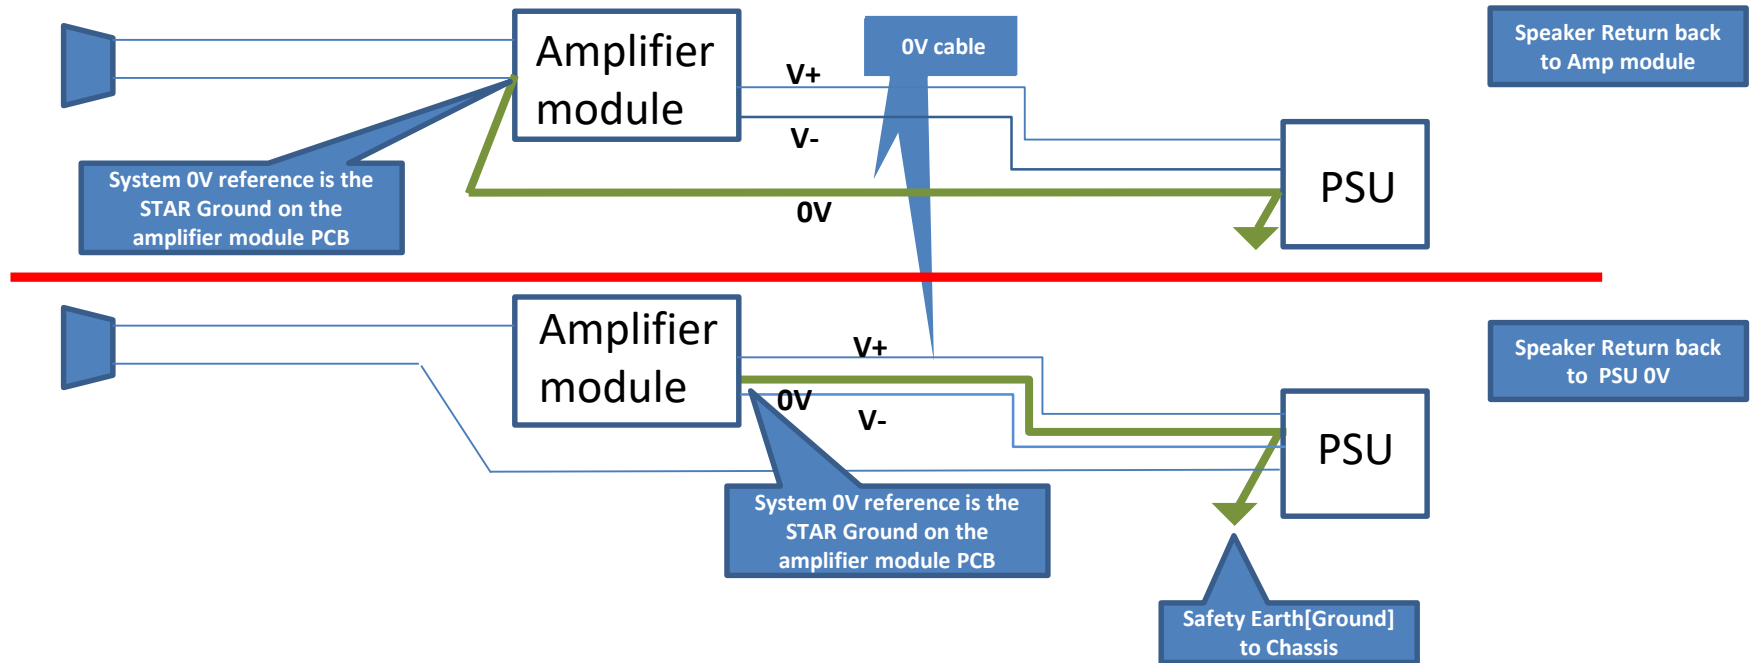 Amplifier
module
0V cable
V+
V-
Speaker Return back
to Amp module
System 0V reference is the
STAR Ground on the
amplifier module PCB
PSU
0V
Amplifier
module
V+
0V
V-
Speaker Return back
to PSU 0V
PSU
System 0V reference is the
STAR Ground on the
amplifier module PCB
Safety Earth[Ground]
to Chassis